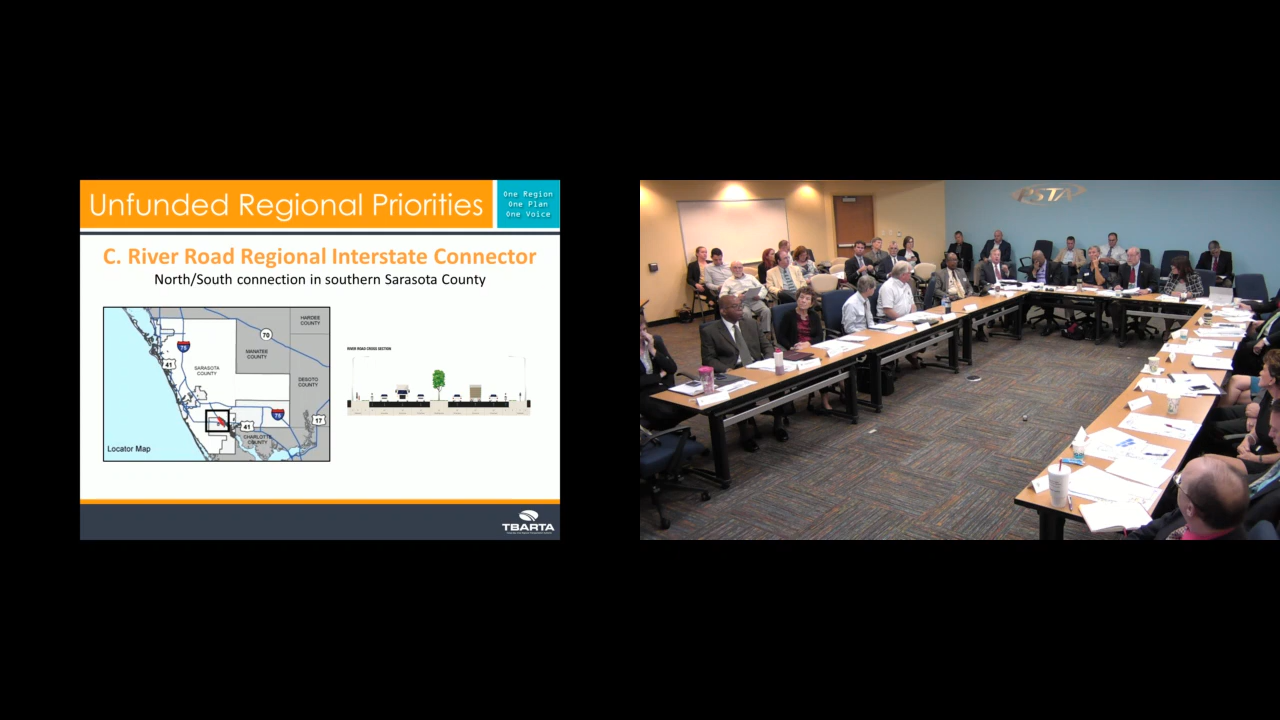 Unfunded Regional Priorities
One Region
One Plan
One Voice
C. River Road Regional Interstate Connector
North/South connection in southern Sarasota County
HARDEE
COUNTY
70
75
MANATEE
COUNTY
41
SARASOTA
COUNTY
DESOTO
COUNTY
75
17
41
CHARLOTTE
COUNTY
Locator Map
RIVER ROAD CROSS SECTION
TBARTA
PSTA